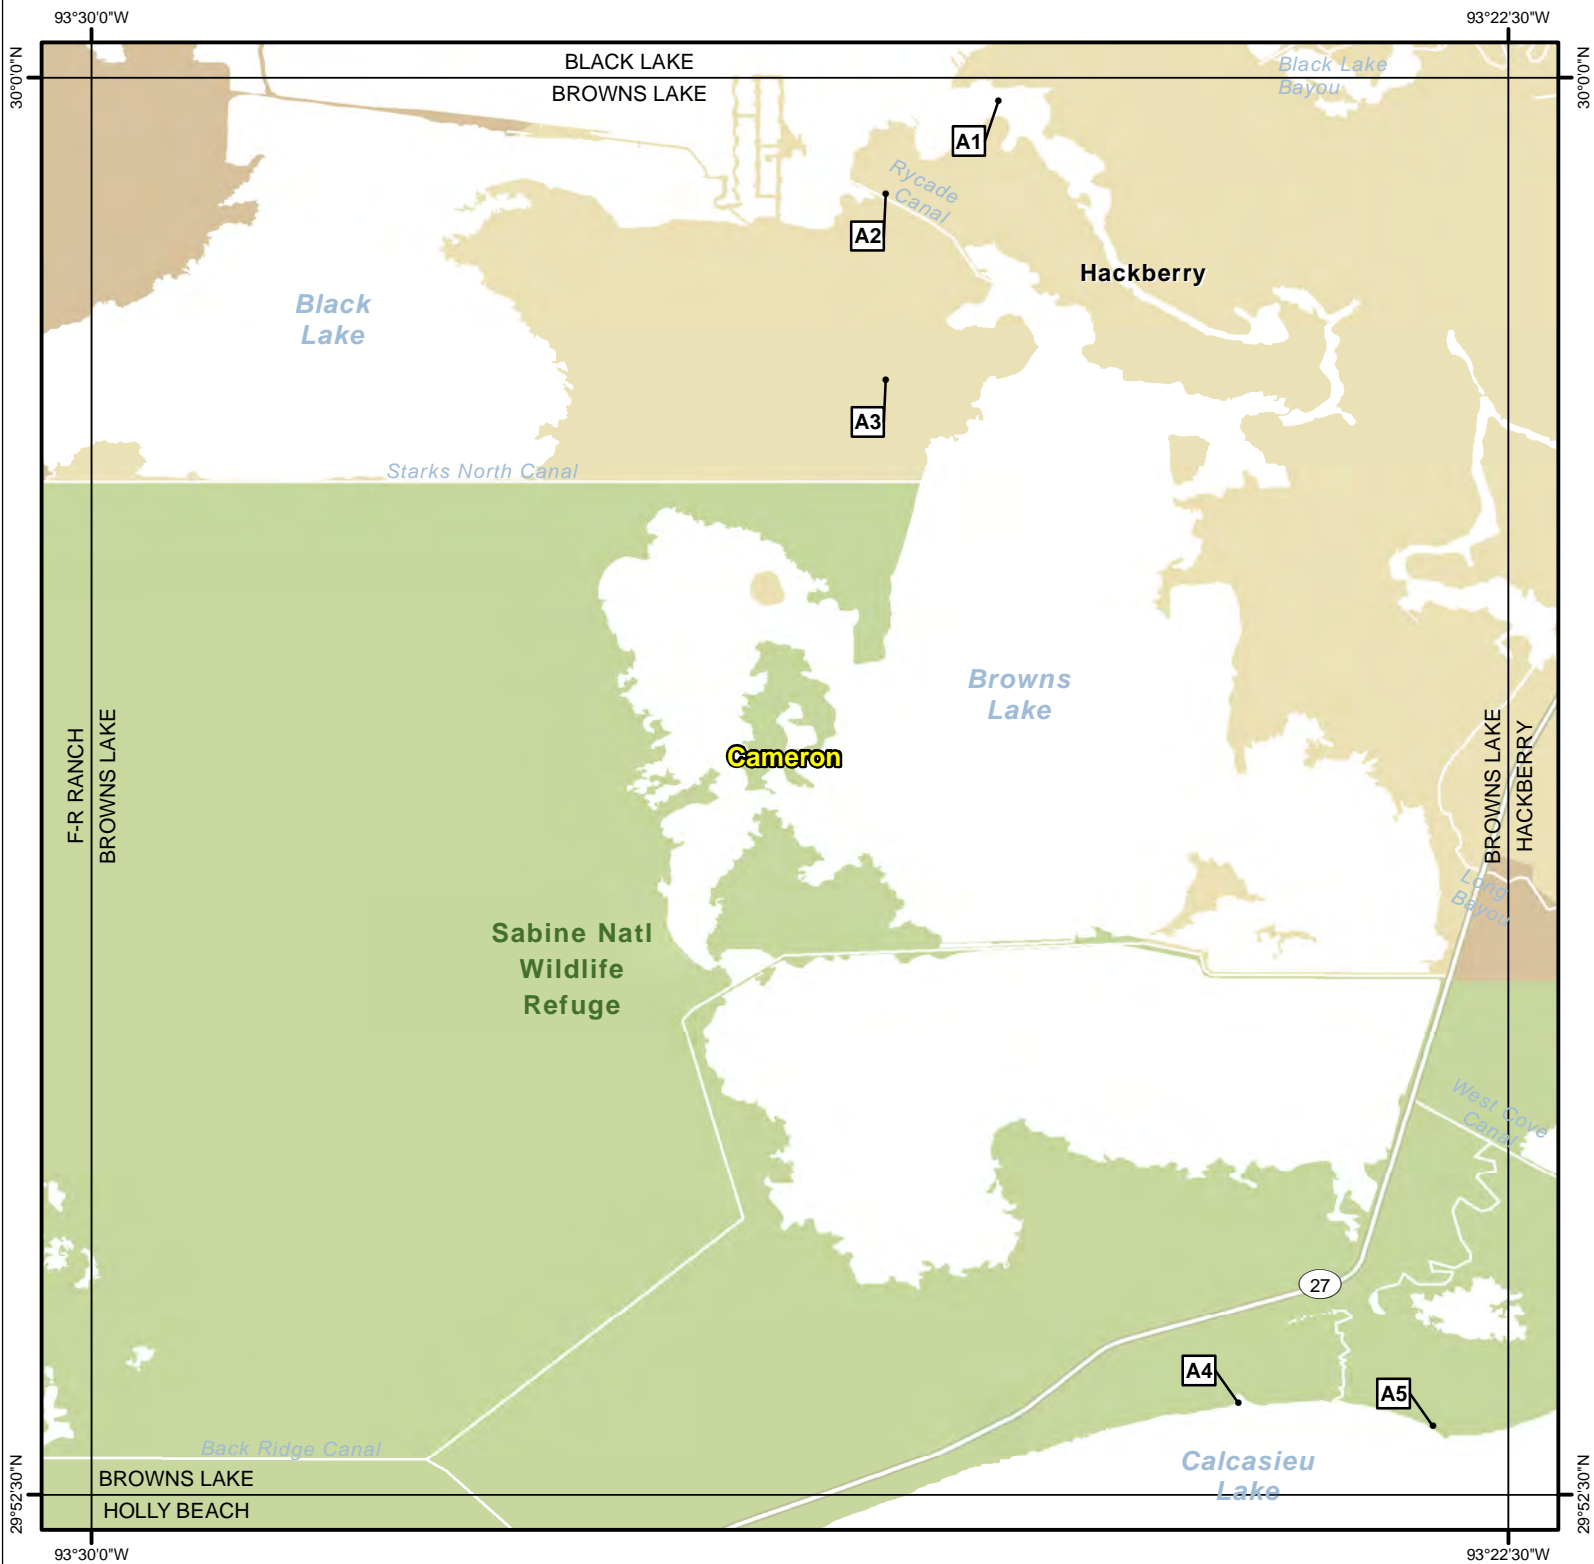 93°30'0"W
93°22'30"W
30°0'0"N
30°0'0"N
BLACK LAKE
BROWNS LAKE
Black Lake
Bayou
A1
Rycade
Canal
A2
Hackberry
Black
Lake
A3
Starks North Canal
Browns
Lake
F-R RANCH
BROWNS LAKE
Cameron
BROWNS LAKE
HACKBERRY
Long
Bayou
Sabine Natl
Wildlife
Refuge
West Cove
Canal
27
A4
A5
Back Ridge Canal
Calcasieu
Lake
BROWNS LAKE
HOLLY BEACH
29°52'30"N
29°52'30"N
93°30'0"W
93°22'30"W